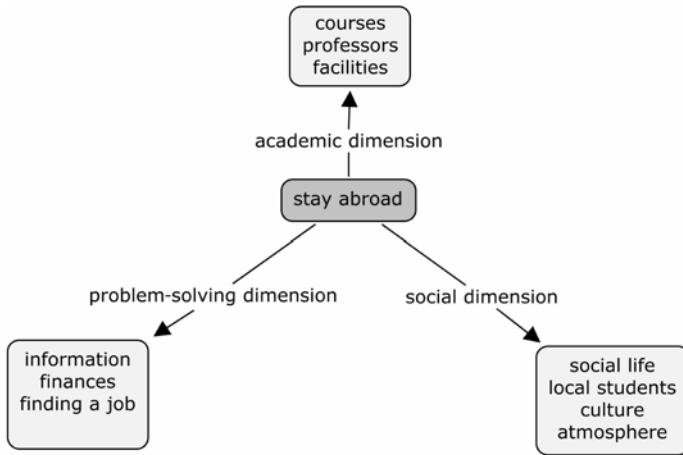 courses
professors
facilities
academic dimension
stay abroad
problem-solving dimension
social dimension
information
finances
finding a job
social life
local students
culture
atmosphere